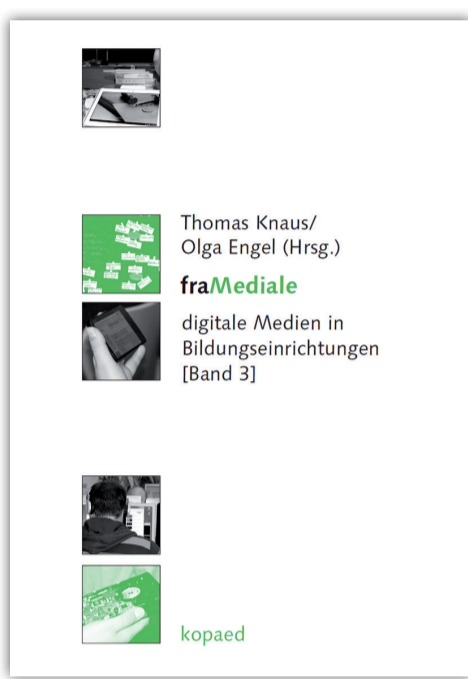 Thomas Knaus/
Olga Engel (Hrsg.)
fraMediale
digitale Medien in
Bildungseinrichtungen
[Band 3]
kopaed